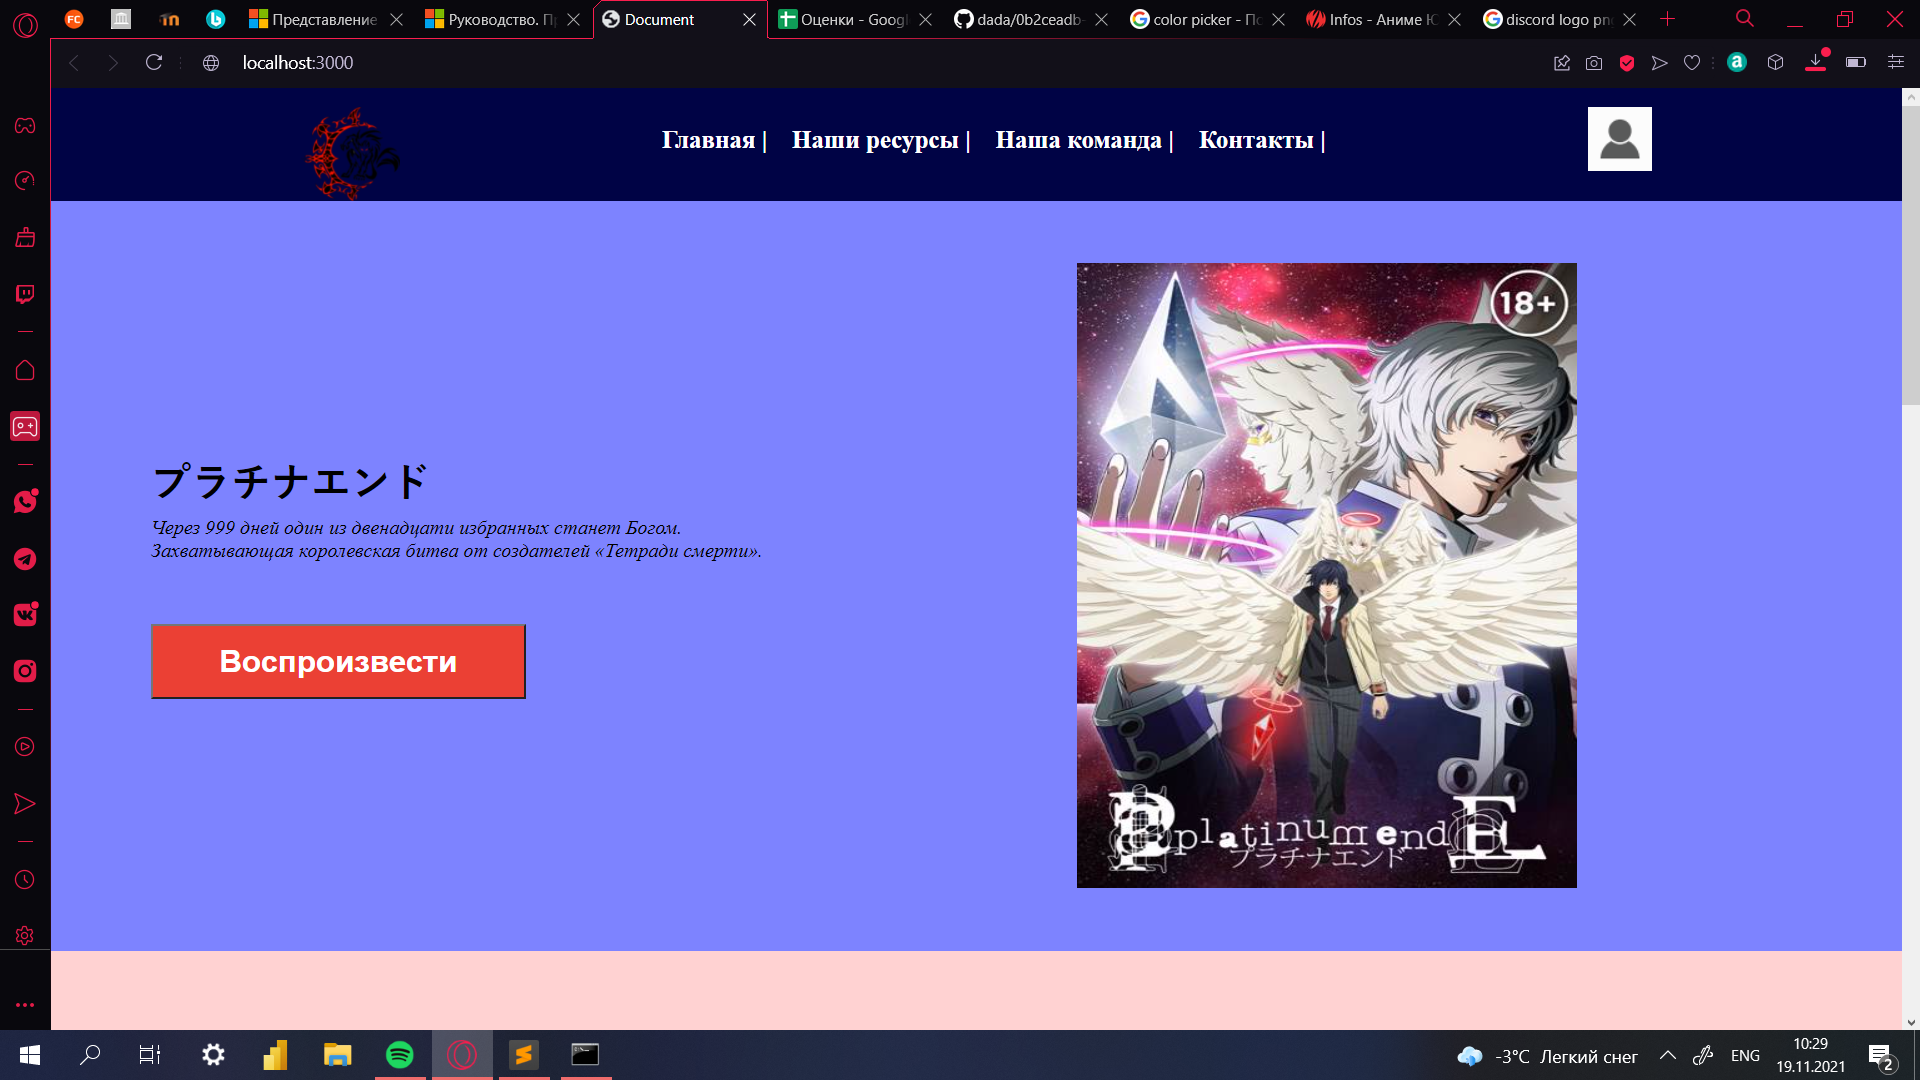 Представление
Руководство. П
Document
Оценки - Googl
dada/0b2ceadb-
color picker - По
Infos - Аниме Ю
discord logo pn
localhost:3000
Главная |
Наши ресурсы |
Наша команда |
Контакты |
18+
プラチナエンド
Через 999 дней один из двенадцати избранных станет Богом.
Захватывающая королевская битва от создателей «Тетради смерти».
Воспроизвести
P platinum end E
プラチナエンド
-3°C Легкий снег
ENG
10:29
19.11.2021
2